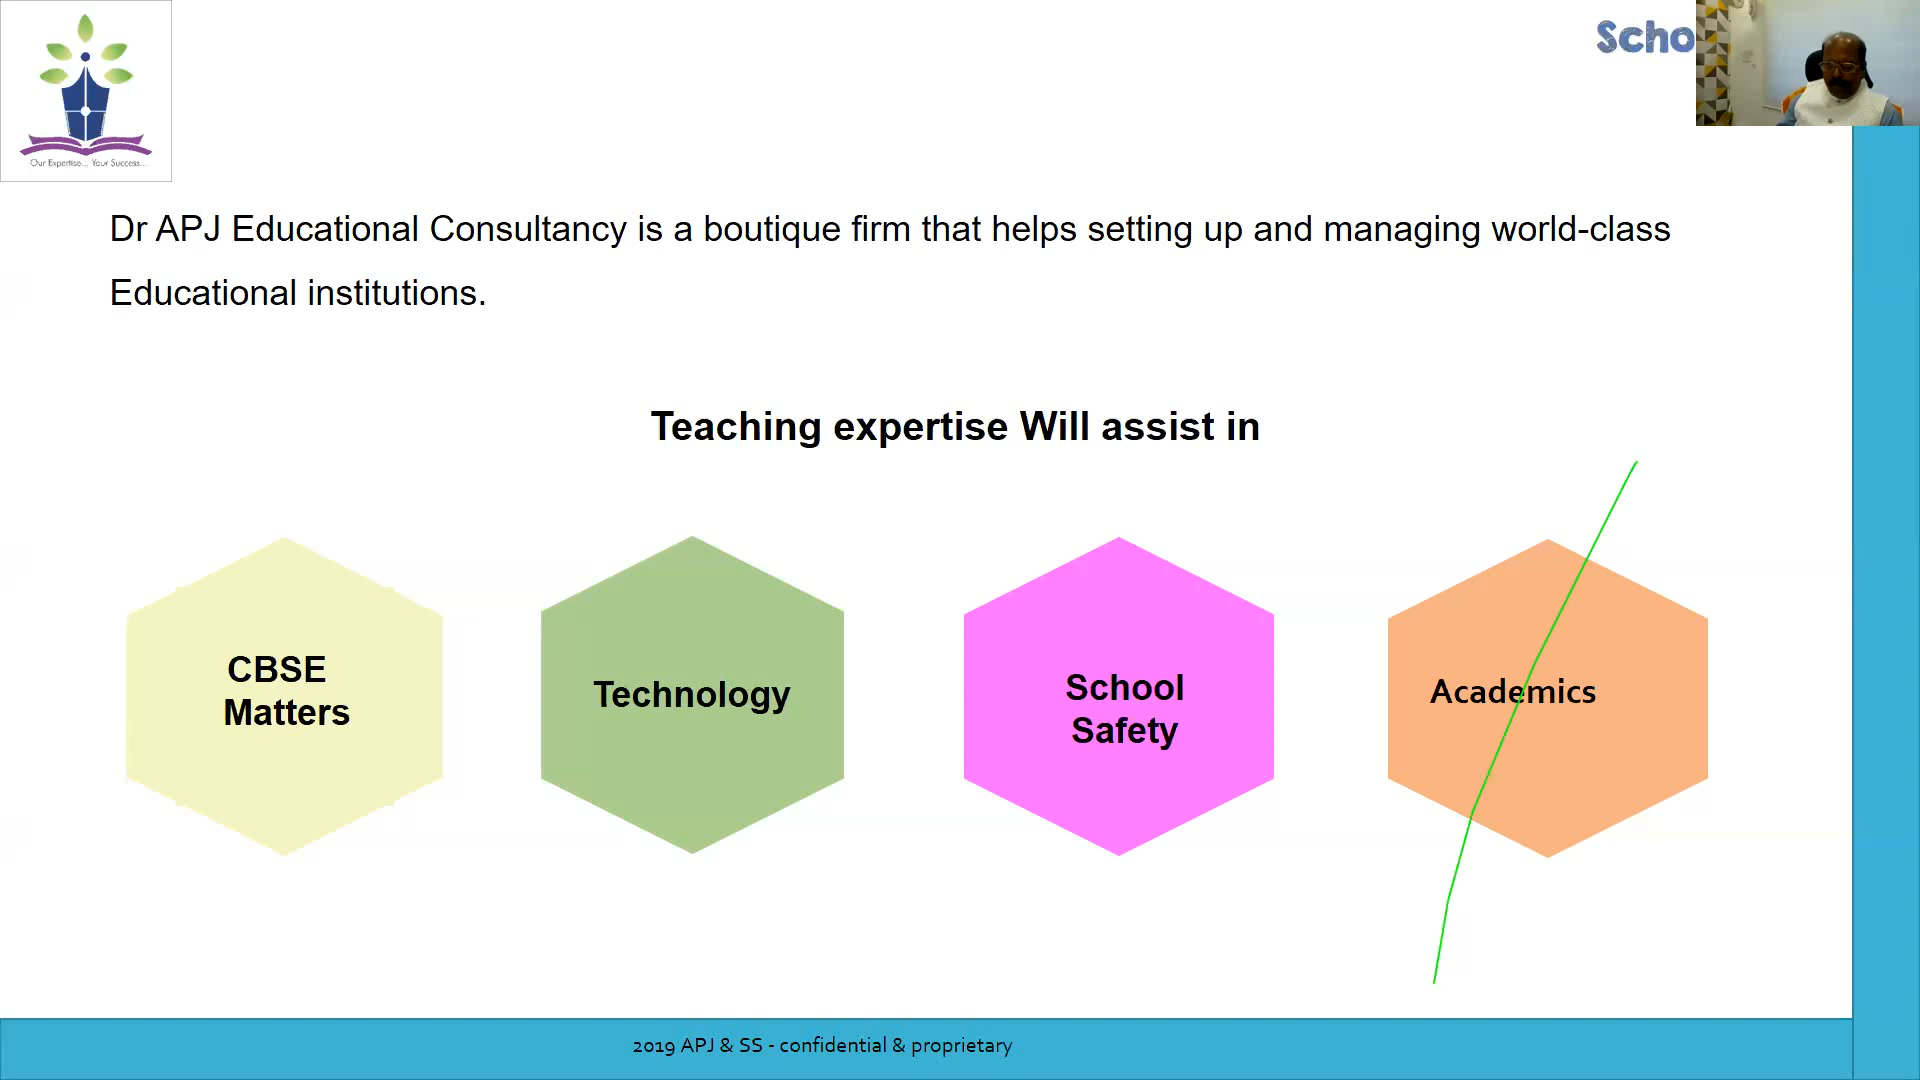 Scho
Our Expertise... Your Success...
Dr APJ Educational Consultancy is a boutique firm that helps setting up and managing world-class
Educational institutions.
Teaching expertise Will assist in
CBSE
Matters
Technology
School
Safety
Academics
2019 APJ & SS - confidential & proprietary